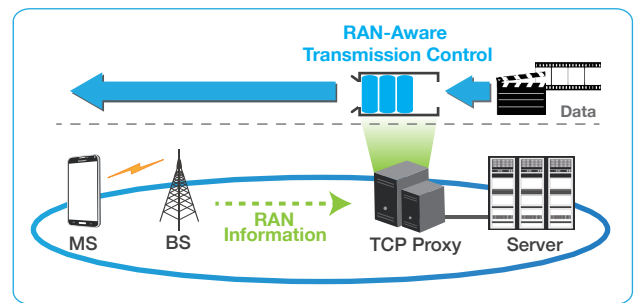 RAN-Aware
Transmission Control
Data
RAN
Information
MS
BS
TCP Proxy
Server